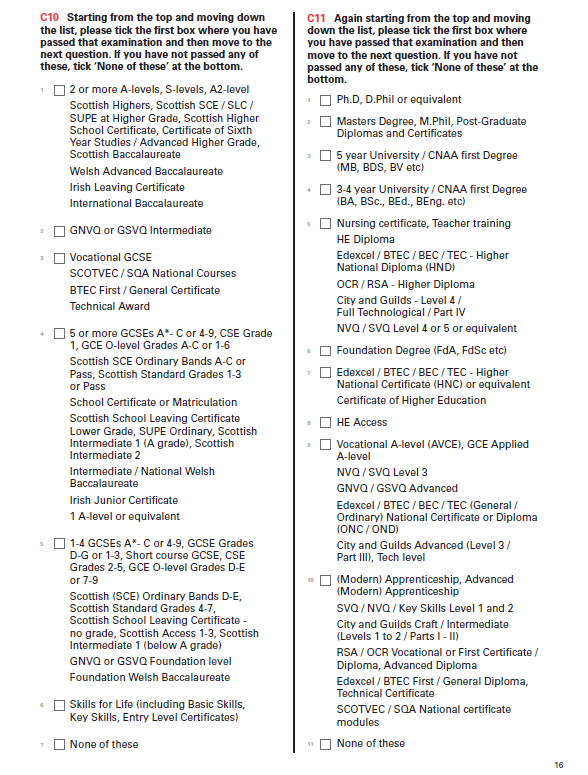 C10 Starting from the top and moving down
the list, please tick the first box where you have
passed that examination and then move to the
next question. If you have not passed any of
these, tick ‘None of these’ at the bottom.
1 2 or more A-levels, S-levels, A2-level
Scottish Highers, Scottish SCE / SLC /
SUPE at Higher Grade, Scottish Higher
School Certificate, Certificate of Sixth
Year Studies / Advanced Higher Grade,
Scottish Baccalaureate
Welsh Advanced Baccalaureate
Irish Leaving Certificate
International Baccalaureate
2 GNVQ or GSVQ Intermediate
3 Vocational GCSE
SCOTVEC / SQA National Courses
BTEC First / General Certificate
Technical Award
4 5 or more GCSEs A*- C or 4-9, CSE Grade
1, GCE O-level Grades A-C or 1-6
Scottish SCE Ordinary Bands A-C or
Pass, Scottish Standard Grades 1-3
or Pass
School Certificate or Matriculation
Scottish School Leaving Certificate
Lower Grade, SUPE Ordinary, Scottish
Intermediate 1 (A grade), Scottish
Intermediate 2
Intermediate / National Welsh
Baccalaureate
Irish Junior Certificate
1 A-level or equivalent
5 1-4 GCSEs A*- C or 4-9, GCSE Grades
D-G or 1-3, Short course GCSE, CSE
Grades 2-5, GCE O-level Grades D-E
or 7-9
Scottish (SCE) Ordinary Bands D-E,
Scottish Standard Grades 4-7,
Scottish School Leaving Certificate -
no grade, Scottish Access 1-3, Scottish
Intermediate 1 (below A grade)
GNVQ or GSVQ Foundation level
Foundation Welsh Baccalaureate
6 Skills for Life (including Basic Skills,
Key Skills, Entry Level Certificates)
7 None of these
C11 Again starting from the top and moving
down the list, please tick the first box where
you have passed that examination and then
move to the next question. If you have not
passed any of these, tick ‘None of these’ at the
bottom.
1 Ph.D, D.Phil or equivalent
2 Masters Degree, M.Phil, Post-Graduate
Diplomas and Certificates
3 5 year University / CNAA first Degree
(MB, BDS, BV etc)
4 3-4 year University / CNAA first Degree
(BA, BSc., BEd., BEng. etc)
5 Nursing certificate, Teacher training
HE Diploma
Edexcel / BTEC / BEC / TEC - Higher
National Diploma (HND)
OCR / RSA - Higher Diploma
City and Guilds - Level 4 /
Full Technological / Part IV
NVQ / SVQ Level 4 or 5 or equivalent
6 Foundation Degree (FdA, FdSc etc)
7 Edexcel / BTEC / BEC / TEC - Higher
National Certificate (HNC) or equivalent
Certificate of Higher Education
8 HE Access
9 Vocational A-level (AVCE), GCE Applied
A-level
NVQ / SVQ Level 3
GNVQ / GSVQ Advanced
Edexcel / BTEC / BEC / TEC (General /
Ordinary) National Certificate or Diploma
(ONC / OND)
City and Guilds Advanced (Level 3 /
Part III), Tech level
10 (Modern) Apprenticeship, Advanced
(Modern) Apprenticeship
SVQ / NVQ / Key Skills Level 1 and 2
City and Guilds Craft / Intermediate
(Levels 1 to 2 / Parts I - II)
RSA / OCR Vocational or First Certificate /
Diploma, Advanced Diploma
Edexcel / BTEC First / General Diploma,
Technical Certificate
SCOTVEC / SQA National certificate
modules
11 None of these
16